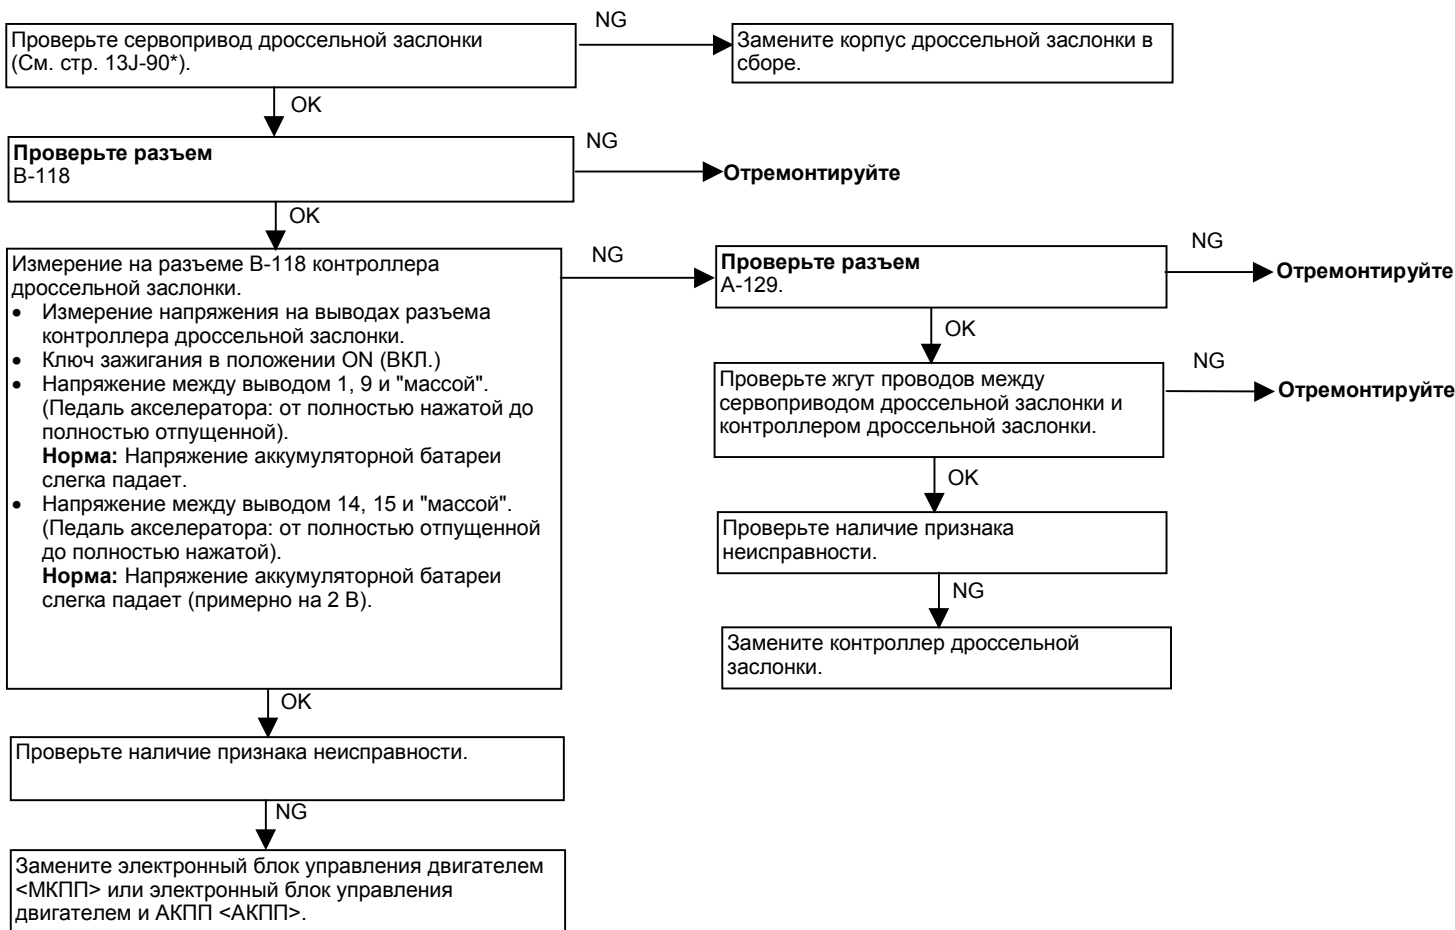 Проверьте сервопривод дроссельной заслонки
(См. стр. 13J-90*).
NG
Замените корпус дроссельной заслонки в
сборе.
OK
Проверьте разъем
B-118
NG
Отремонтируйте
OK
Измерение на разъеме B-118 контроллера
дроссельной заслонки.
• Измерение напряжения на выводах разъема
контроллера дроссельной заслонки.
• Ключ зажигания в положении ON (ВКЛ.)
• Напряжение между выводом 1, 9 и "массой".
(Педаль акселератора: от полностью нажатой до
полностью отпущенной).
Норма: Напряжение аккумуляторной батареи
слегка падает.
• Напряжение между выводом 14, 15 и "массой".
(Педаль акселератора: от полностью отпущенной
до полностью нажатой).
Норма: Напряжение аккумуляторной батареи
слегка падает (примерно на 2 В).
NG
Проверьте разъем
A-129.
NG
Отремонтируйте
OK
Проверьте жгут проводов между
сервоприводом дроссельной заслонки и
контроллером дроссельной заслонки.
NG
Отремонтируйте
OK
Проверьте наличие признака
неисправности.
NG
Замените контроллер дроссельной
заслонки.
OK
Проверьте наличие признака неисправности.
NG
Замените электронный блок управления двигателем
<МКПП> или электронный блок управления
двигателем и АКПП <АКПП>.